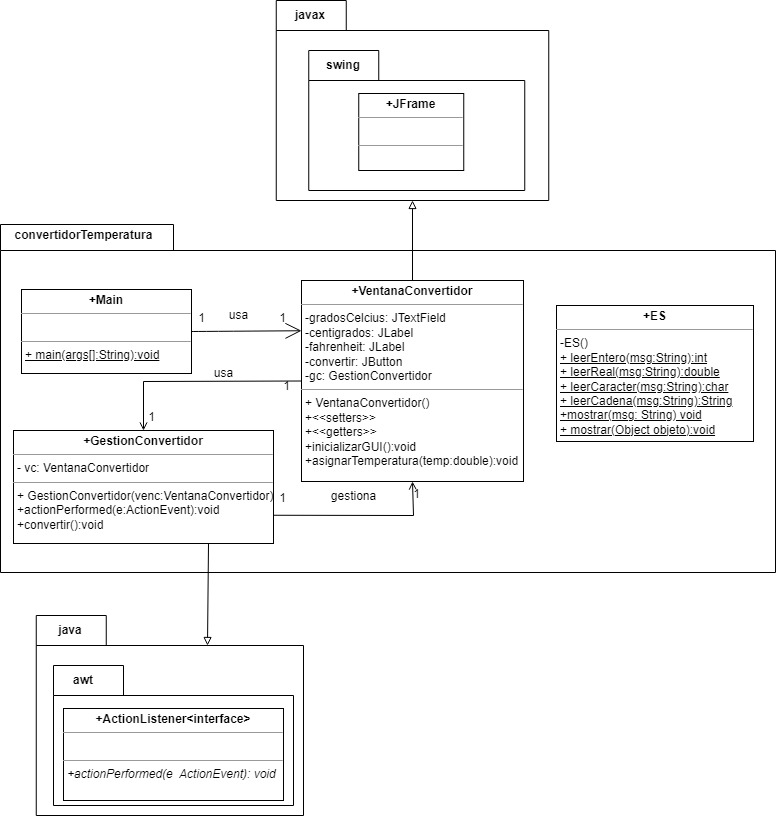 javax
swing
+JFrame
convertidorTemperatura
+Main
+ main(args[]:String):void
1
usa
1
+VentanaConvertidor
-gradosCelcius: JTextField
-centigrados: JLabel
-fahrenheit: JLabel
-convertir: JButton
-gc: GestionConvertidor
+ VentanaConvertidor()
+<<setters>>
+<<getters>>
+inicializarGUI():void
+asignarTemperatura(temp:double):void
+ES
-ES()
+ leerEntero(msg:String):int
+ leerReal(msg:String):double
+ leerCaracter(msg:String):char
+ leerCadena(msg:String):String
+mostrar(msg: String) void
+ mostrar(Object objeto):void
usa
1
1
+GestionConvertidor
- vc: VentanaConvertidor
+ GestionConvertidor(venc:VentanaConvertidor)
+actionPerformed(e:ActionEvent):void
+convertir():void
1
gestiona
1
java
awt
+ActionListener<interface>
+actionPerformed(e ActionEvent): void